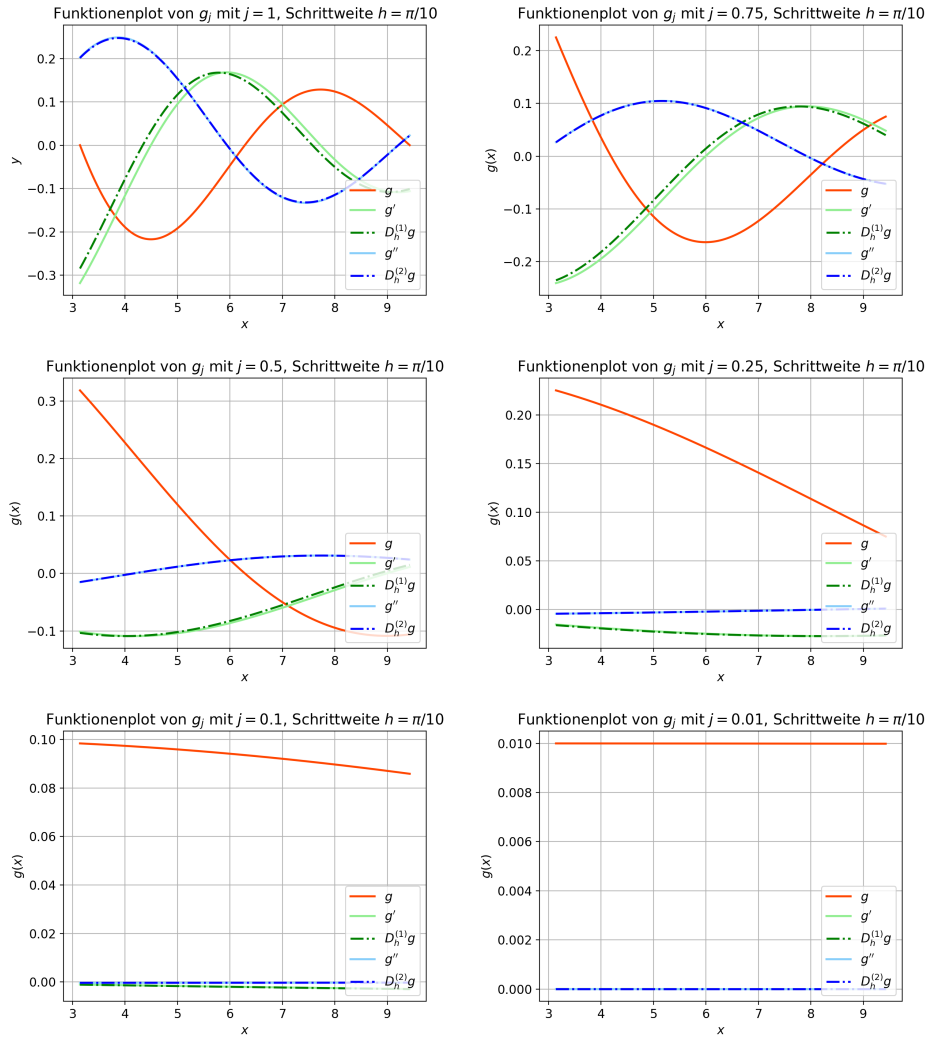 Funktionenplot von g_j mit j = 1, Schrittweite h = π/10
0.2
0.1
0.0
−0.1
−0.2
−0.3
y
3 4 5 6 7 8 9
x
g
g′
D_h^(1) g
g″
D_h^(2) g
Funktionenplot von g_j mit j = 0.75, Schrittweite h = π/10
0.2
0.1
0.0
−0.1
−0.2
g(x)
3 4 5 6 7 8 9
x
g
g′
D_h^(1) g
g″
D_h^(2) g
Funktionenplot von g_j mit j = 0.5, Schrittweite h = π/10
0.3
0.2
0.1
0.0
−0.1
g(x)
3 4 5 6 7 8 9
x
g
g′
D_h^(1) g
g″
D_h^(2) g
Funktionenplot von g_j mit j = 0.25, Schrittweite h = π/10
0.20
0.15
0.10
0.05
0.00
g(x)
3 4 5 6 7 8 9
x
g
g′
D_h^(1) g
g″
D_h^(2) g
Funktionenplot von g_j mit j = 0.1, Schrittweite h = π/10
0.10
0.08
0.06
0.04
0.02
0.00
g(x)
3 4 5 6 7 8 9
x
g
g′
D_h^(1) g
g″
D_h^(2) g
Funktionenplot von g_j mit j = 0.01, Schrittweite h = π/10
0.010
0.008
0.006
0.004
0.002
0.000
g(x)
3 4 5 6 7 8 9
x
g
g′
D_h^(1) g
g″
D_h^(2) g